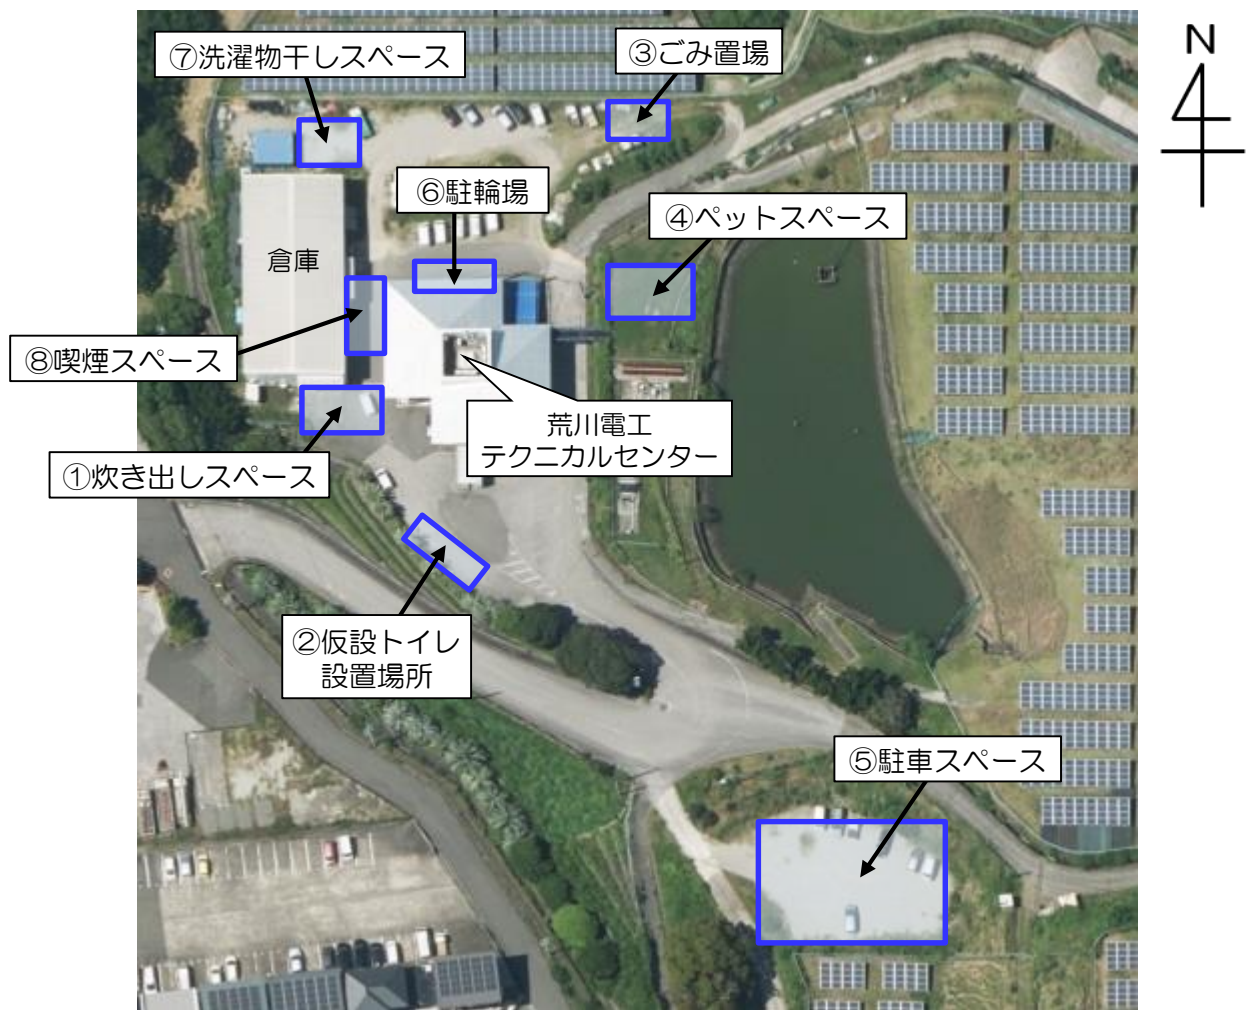 N
⑦洗濯物干しスペース
③ごみ置場
⑥駐輪場
④ペットスペース
倉庫
⑧喫煙スペース
荒川電工
テクニカルセンター
①炊き出しスペース
②仮設トイレ
設置場所
⑤駐車スペース